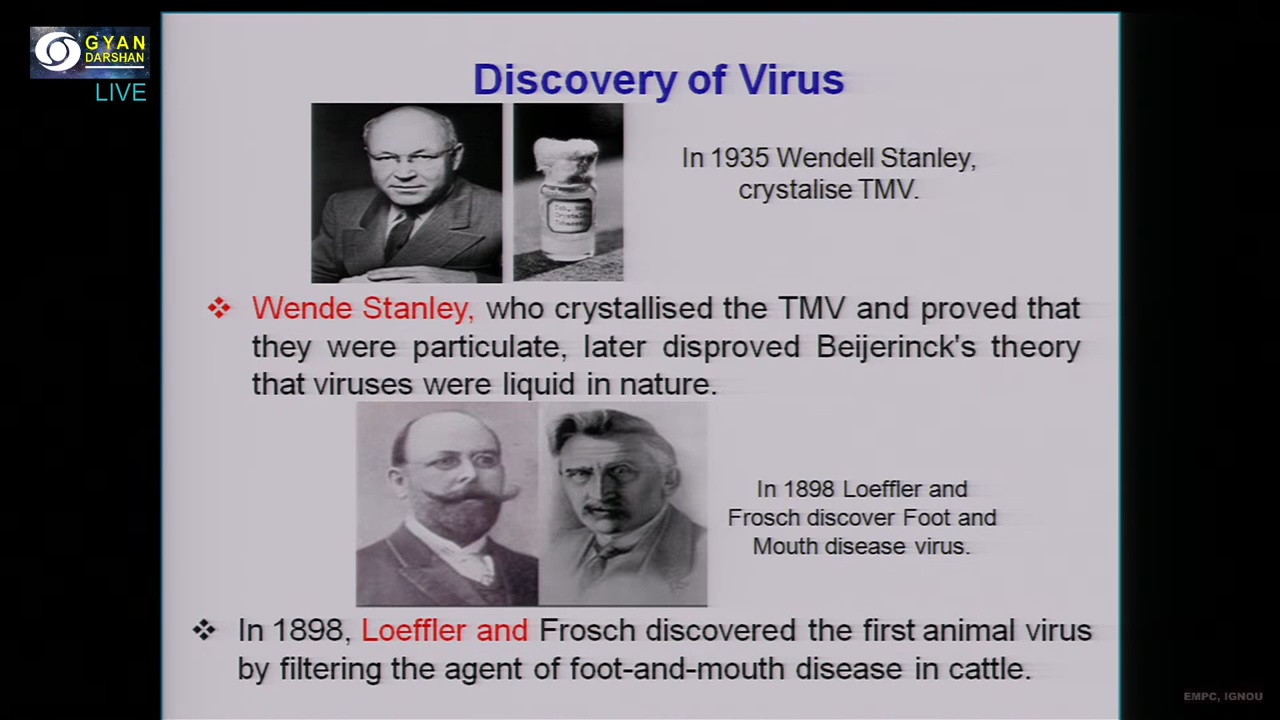 GYAN
DARSHAN
LIVE
Discovery of Virus
In 1935 Wendell Stanley,
crystalise TMV.
Wende Stanley, who crystallised the TMV and proved that
they were particulate, later disproved Beijerinck's theory
that viruses were liquid in nature.
In 1898 Loeffler and
Frosch discover Foot and
Mouth disease virus.
In 1898, Loeffler and Frosch discovered the first animal virus
by filtering the agent of foot-and-mouth disease in cattle.
EMPC, IGNOU